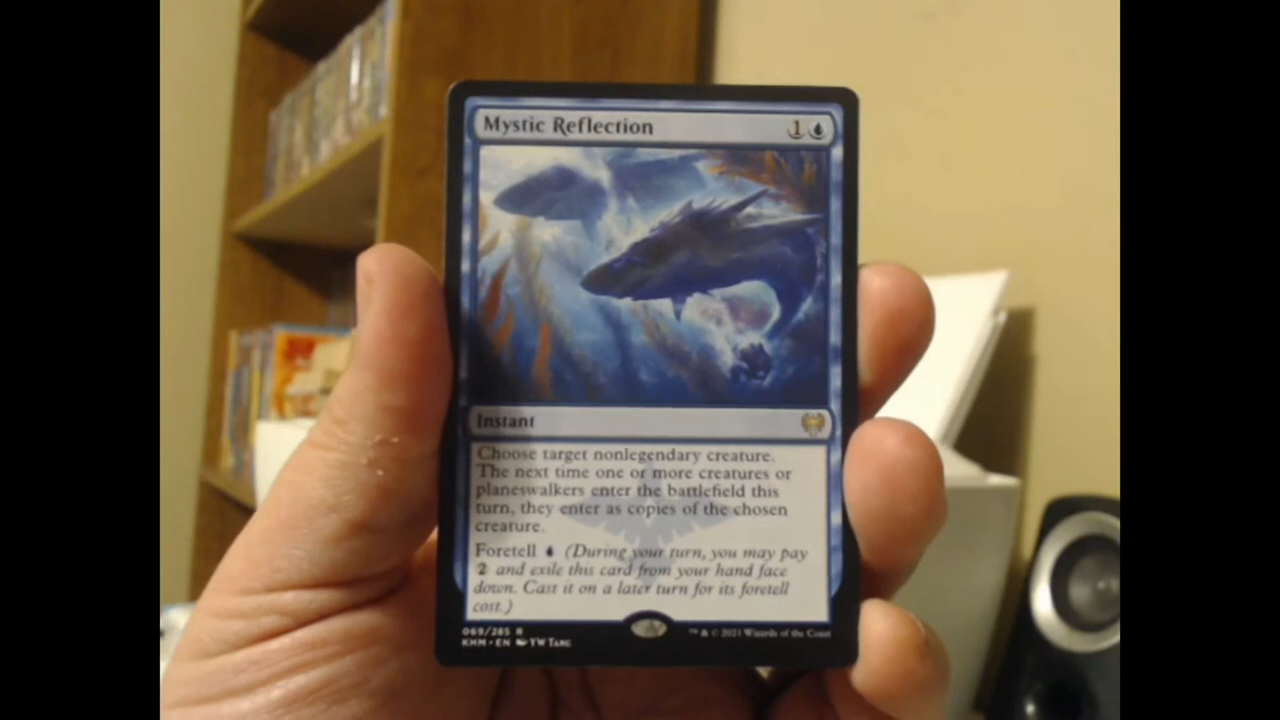 Mystic Reflection 1
Instant
Choose target nonlegendary creature.
The next time one or more creatures or
planeswalkers enter the battlefield this
turn, they enter as copies of the chosen
creature.
Foretell (During your turn, you may pay
2 and exile this card from your hand face
down. Cast it on a later turn for its foretell
cost.)
069/285 R
KHM • EN YW Tang
™ & © 2021 Wizards of the Coast